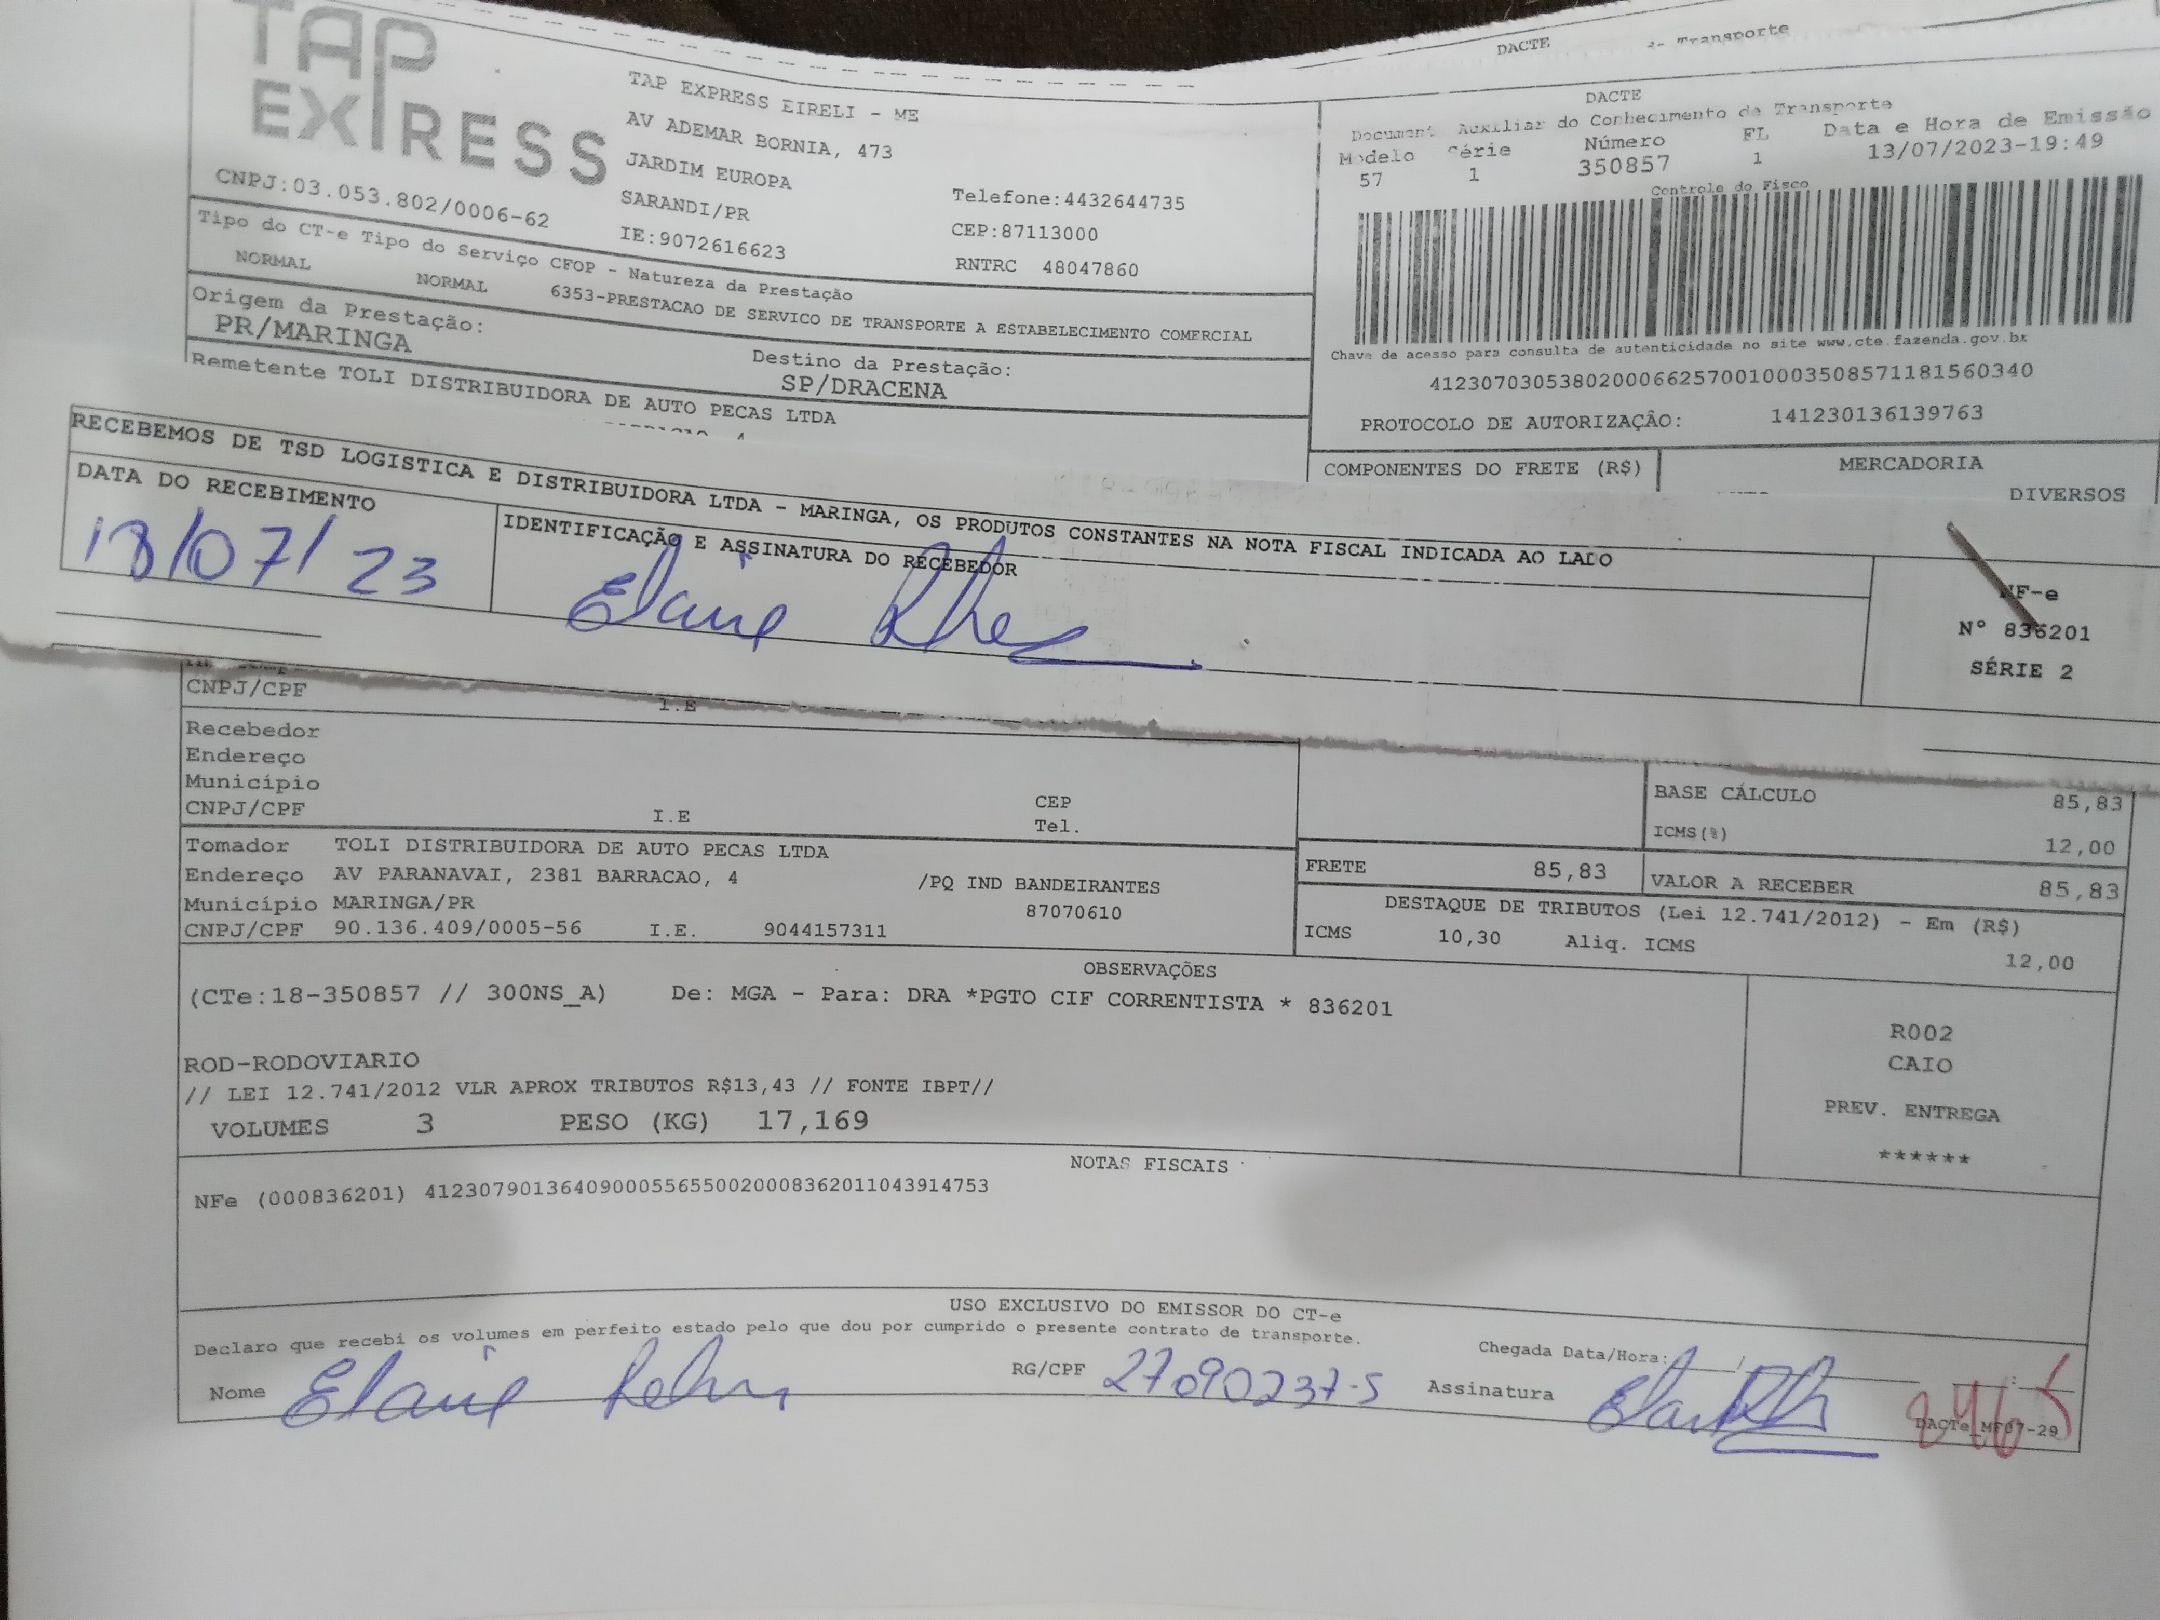 TAP
EXPRESS
CNPJ:03.053.802/0006-62
TAP EXPRESS EIRELI - ME
AV ADEMAR BORNIA, 473
JARDIM EUROPA
SARANDI/PR
IE:9072616623
Telefone:4432644735
CEP:87113000
RNTRC 48047860
DACTE
Transporte
DACTE
Document Auxiliar do Conhecimento de Transporte
Modelo Série Número FL Data e Hora de Emissão
57 1 350857 1 13/07/2023-19:49
Controle do Fisco
Chave de acesso para consulta de autenticidade no site www.cte.fazenda.gov.br
41230703053802000662570010003508571181560340
PROTOCOLO DE AUTORIZAÇÃO: 141230136139763
Tipo do CT-e Tipo do Serviço CFOP - Natureza da Prestação
NORMAL NORMAL 6353-PRESTACAO DE SERVICO DE TRANSPORTE A ESTABELECIMENTO COMERCIAL
Origem da Prestação:
PR/MARINGA
Destino da Prestação:
SP/DRACENA
Remetente TOLI DISTRIBUIDORA DE AUTO PECAS LTDA
COMPONENTES DO FRETE (R$) MERCADORIA
DIVERSOS
RECEBEMOS DE TSD LOGISTICA E DISTRIBUIDORA LTDA - MARINGA, OS PRODUTOS CONSTANTES NA NOTA FISCAL INDICADA AO LADO
DATA DO RECEBIMENTO
18/07/23
IDENTIFICAÇÃO E ASSINATURA DO RECEBEDOR
Elaine
NF-e
N° 836201
SÉRIE 2
CNPJ/CPF I.E
Recebedor
Endereço
Município CEP
CNPJ/CPF I.E Tel.
BASE CÁLCULO 85,83
ICMS(%) 12,00
Tomador TOLI DISTRIBUIDORA DE AUTO PECAS LTDA
Endereço AV PARANAVAI, 2381 BARRACAO, 4 /PQ IND BANDEIRANTES
Município MARINGA/PR 87070610
CNPJ/CPF 90.136.409/0005-56 I.E. 9044157311
FRETE 85,83 VALOR A RECEBER 85,83
DESTAQUE DE TRIBUTOS (Lei 12.741/2012) - Em (R$)
ICMS 10,30 Aliq. ICMS 12,00
OBSERVAÇÕES
(CTe:18-350857 // 300NS_A) De: MGA - Para: DRA *PGTO CIF CORRENTISTA * 836201
ROD-RODOVIARIO
// LEI 12.741/2012 VLR APROX TRIBUTOS R$13,43 // FONTE IBPT//
VOLUMES 3 PESO (KG) 17,169
R002
CAIO
PREV. ENTREGA
******
NOTAS FISCAIS
NFe (000836201) 41230790136409000556550020008362011043914753
USO EXCLUSIVO DO EMISSOR DO CT-e
Declaro que recebi os volumes em perfeito estado pelo que dou por cumprido o presente contrato de transporte.
Chegada Data/Hora:
Nome Elaine RG/CPF 27090237-5 Assinatura
DACTe_MF07-29